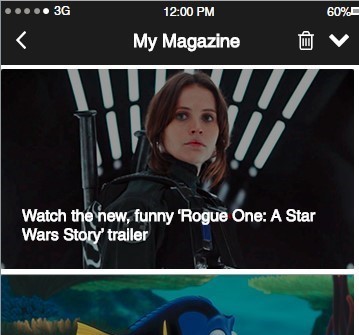 3G 12:00 PM 60%
My Magazine
Watch the new, funny ‘Rogue One: A Star
Wars Story’ trailer